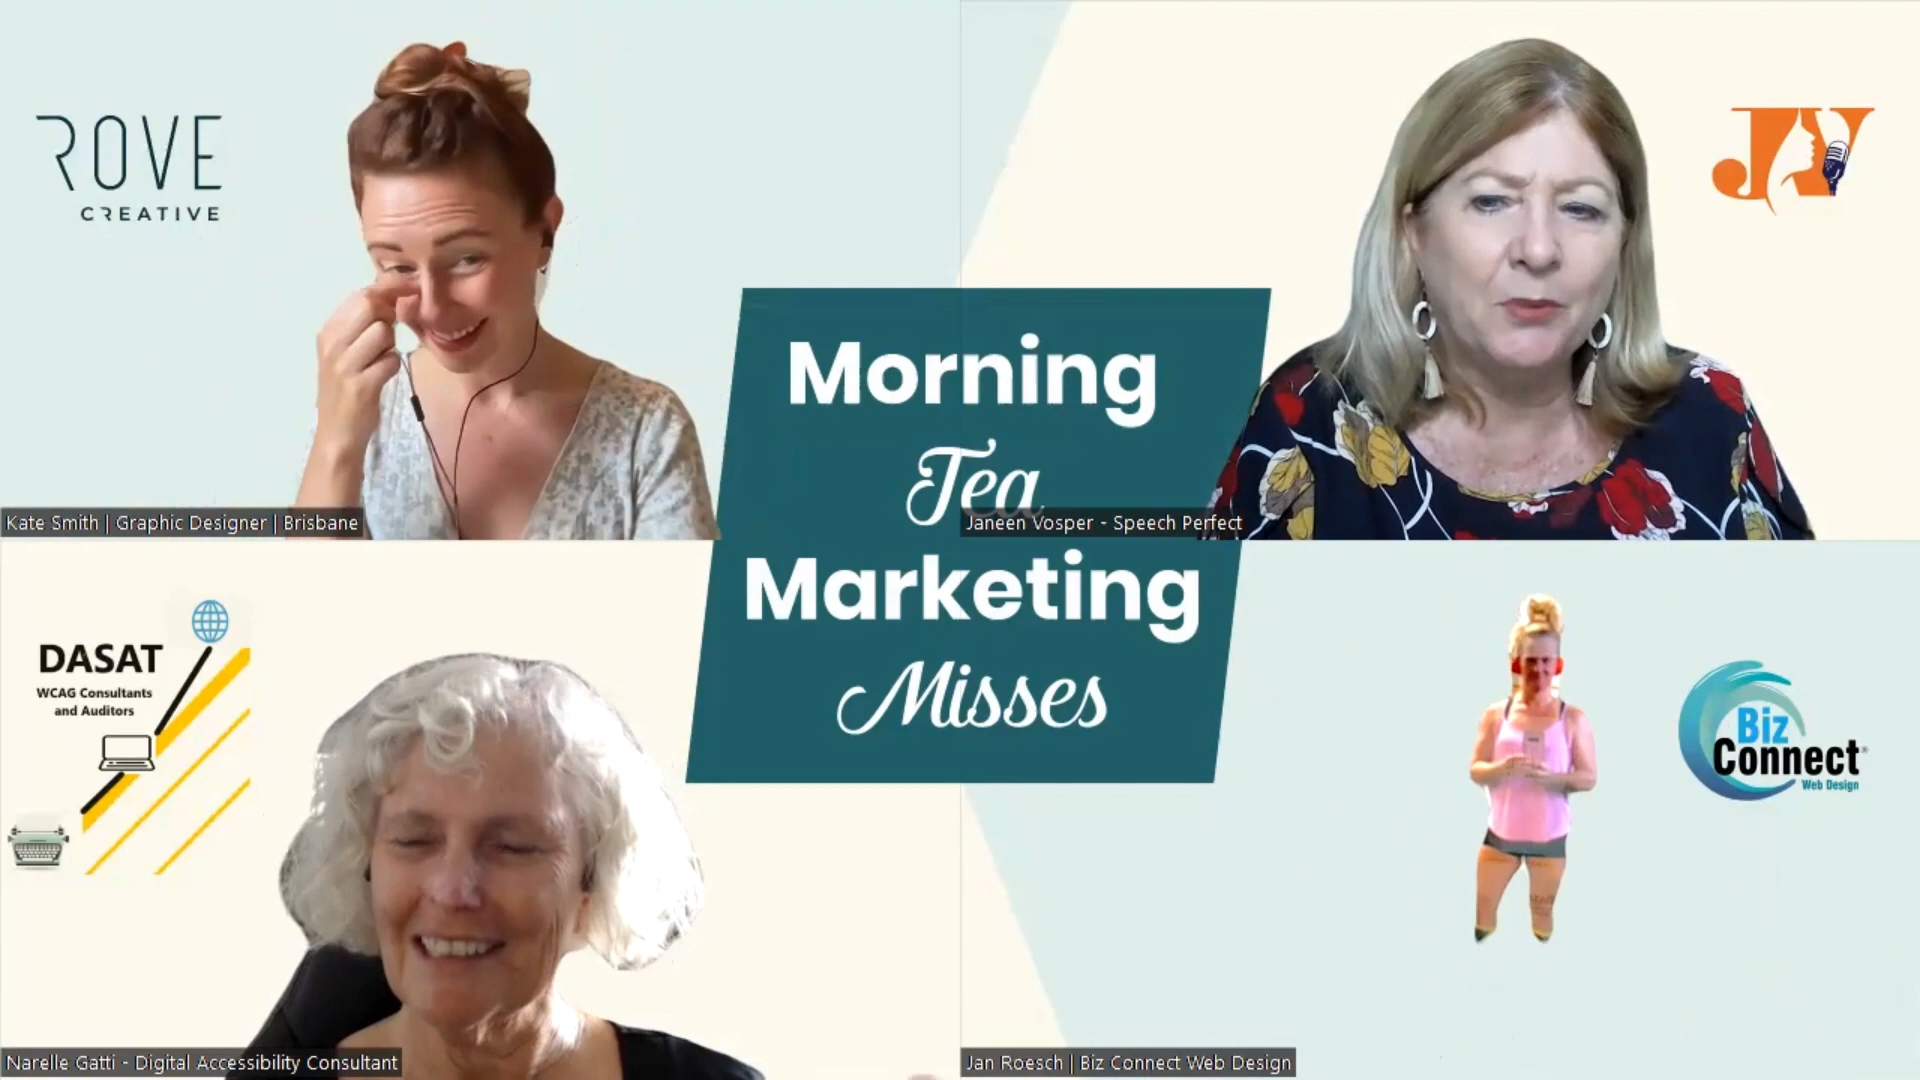 ROVE
CREATIVE
JV
Morning
Tea
Marketing
Misses
Kate Smith | Graphic Designer | Brisbane
Janeen Vosper - Speech Perfect
DASAT
WCAG Consultants
and Auditors
Biz
Connect®
Web Design
Narelle Gatti - Digital Accessibility Consultant
Jan Roesch | Biz Connect Web Design